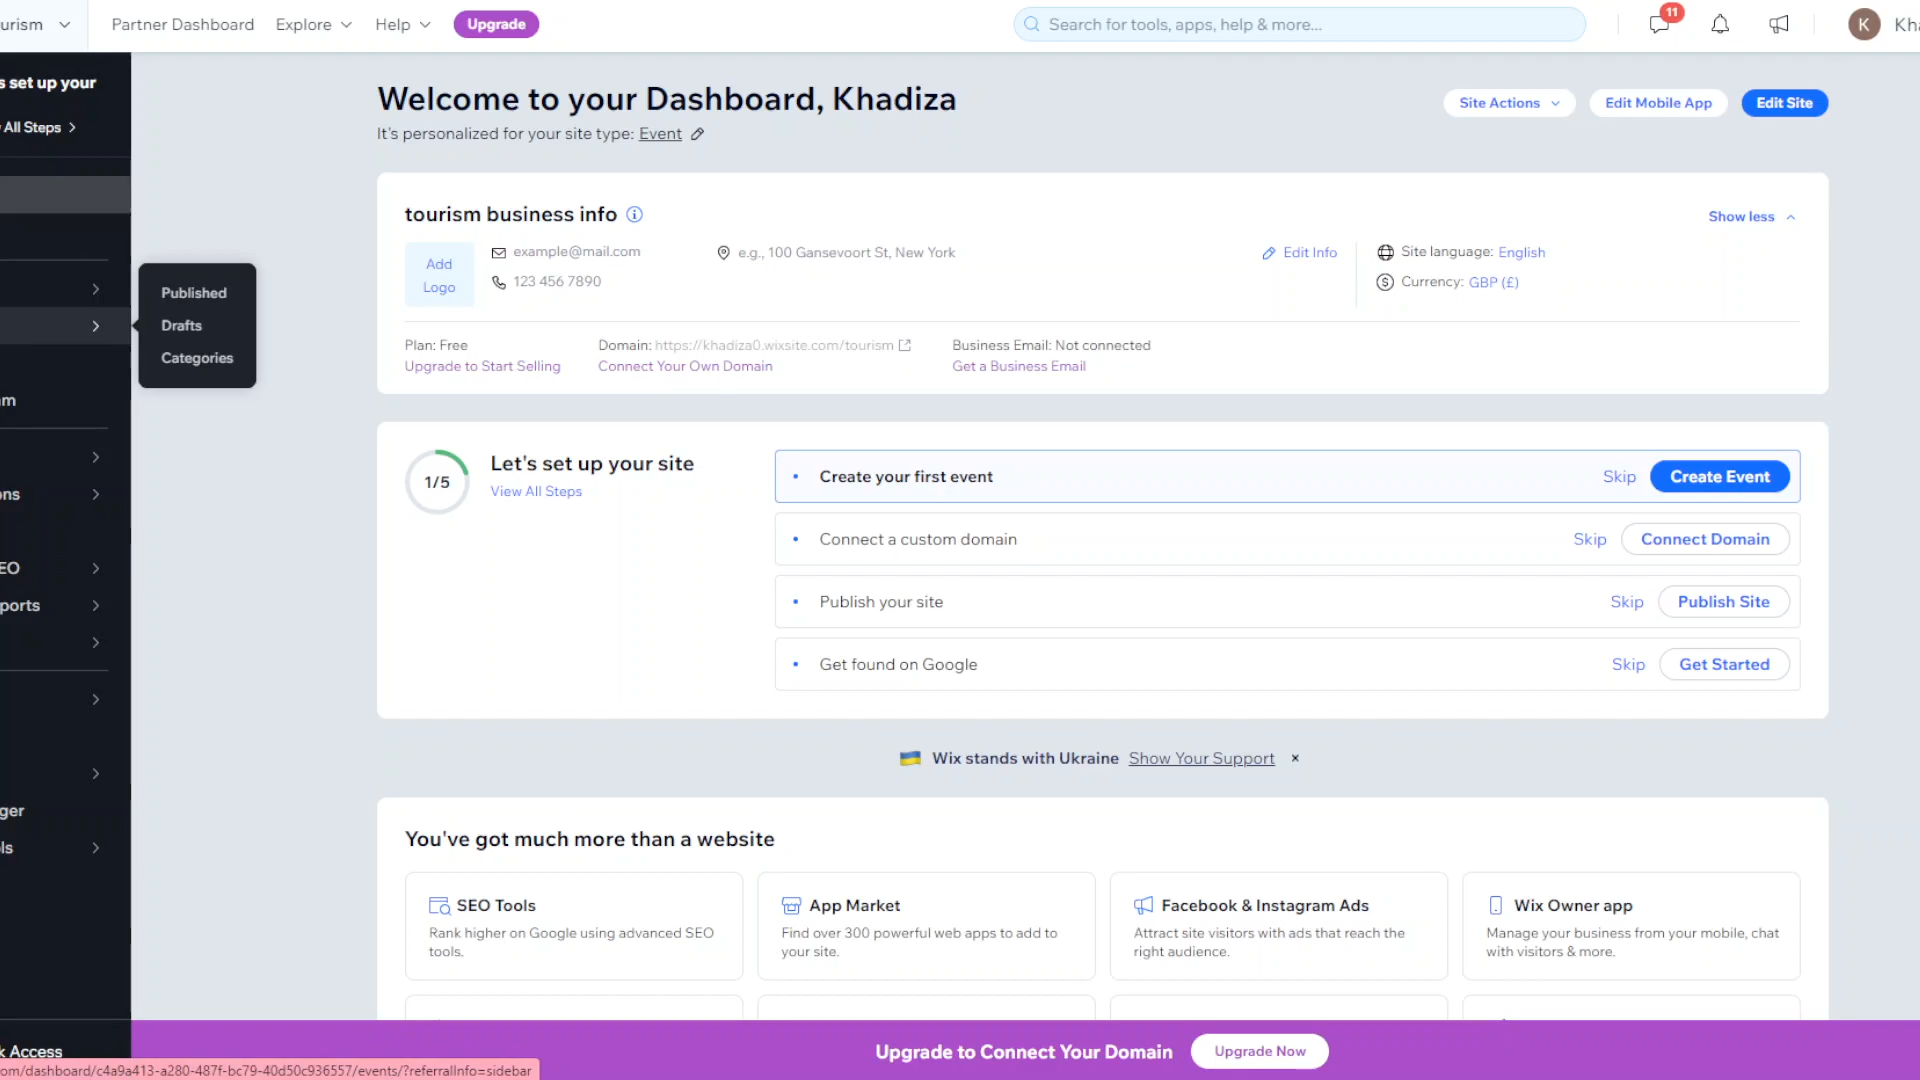 urism
Partner Dashboard
Explore
Help
Upgrade
Search for tools, apps, help & more...
11
K
Kha
s set up your
All Steps
Welcome to your Dashboard, Khadiza
It's personalized for your site type: Event
Site Actions
Edit Mobile App
Edit Site
tourism business info
Show less
Add
Logo
example@mail.com
123 456 7890
e.g., 100 Gansevoort St, New York
Edit Info
Site language: English
Currency: GBP (£)
Plan: Free
Upgrade to Start Selling
Domain: https://khadiza0.wixsite.com/tourism
Connect Your Own Domain
Business Email: Not connected
Get a Business Email
Published
Drafts
Categories
am
ons
EO
ports
ger
ls
k Access
1/5
Let's set up your site
View All Steps
Create your first event
Skip
Create Event
Connect a custom domain
Skip
Connect Domain
Publish your site
Skip
Publish Site
Get found on Google
Skip
Get Started
Wix stands with Ukraine Show Your Support ×
You've got much more than a website
SEO Tools
Rank higher on Google using advanced SEO
tools.
App Market
Find over 300 powerful web apps to add to
your site.
Facebook & Instagram Ads
Attract site visitors with ads that reach the
right audience.
Wix Owner app
Manage your business from your mobile, chat
with visitors & more.
Upgrade to Connect Your Domain
Upgrade Now
om/dashboard/c4a9a413-a280-487f-bc79-40d50c936557/events/?referralInfo=sidebar